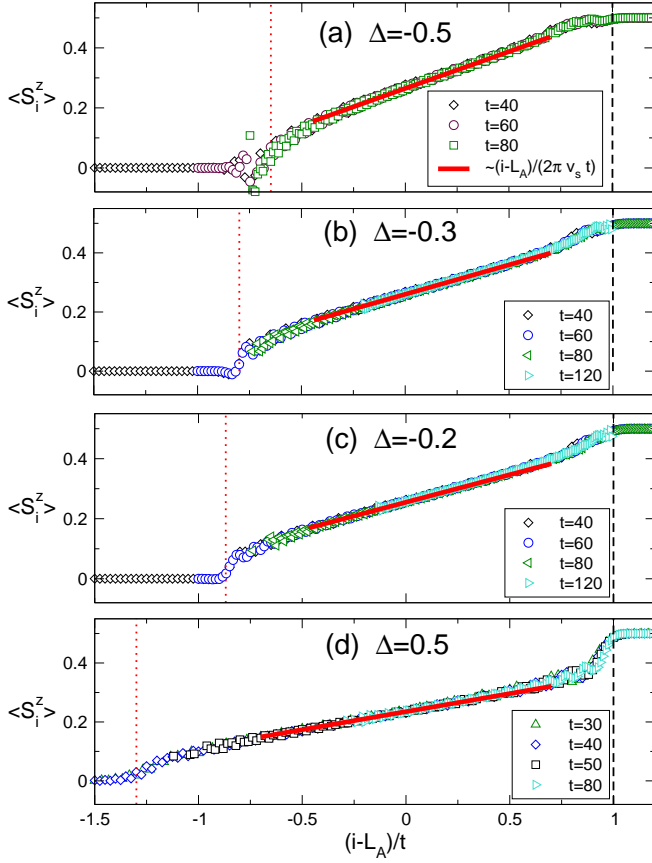 (a) Δ=-0.5
<S_i^z>
0.4
0.2
0
t=40
t=60
t=80
~(i-L_A)/(2π v_s t)
(b) Δ=-0.3
<S_i^z>
0.4
0.2
0
t=40
t=60
t=80
t=120
(c) Δ=-0.2
<S_i^z>
0.4
0.2
0
t=40
t=60
t=80
t=120
(d) Δ=0.5
<S_i^z>
0.4
0.2
0
t=30
t=40
t=50
t=80
-1.5 -1 -0.5 0 0.5 1
(i-L_A)/t